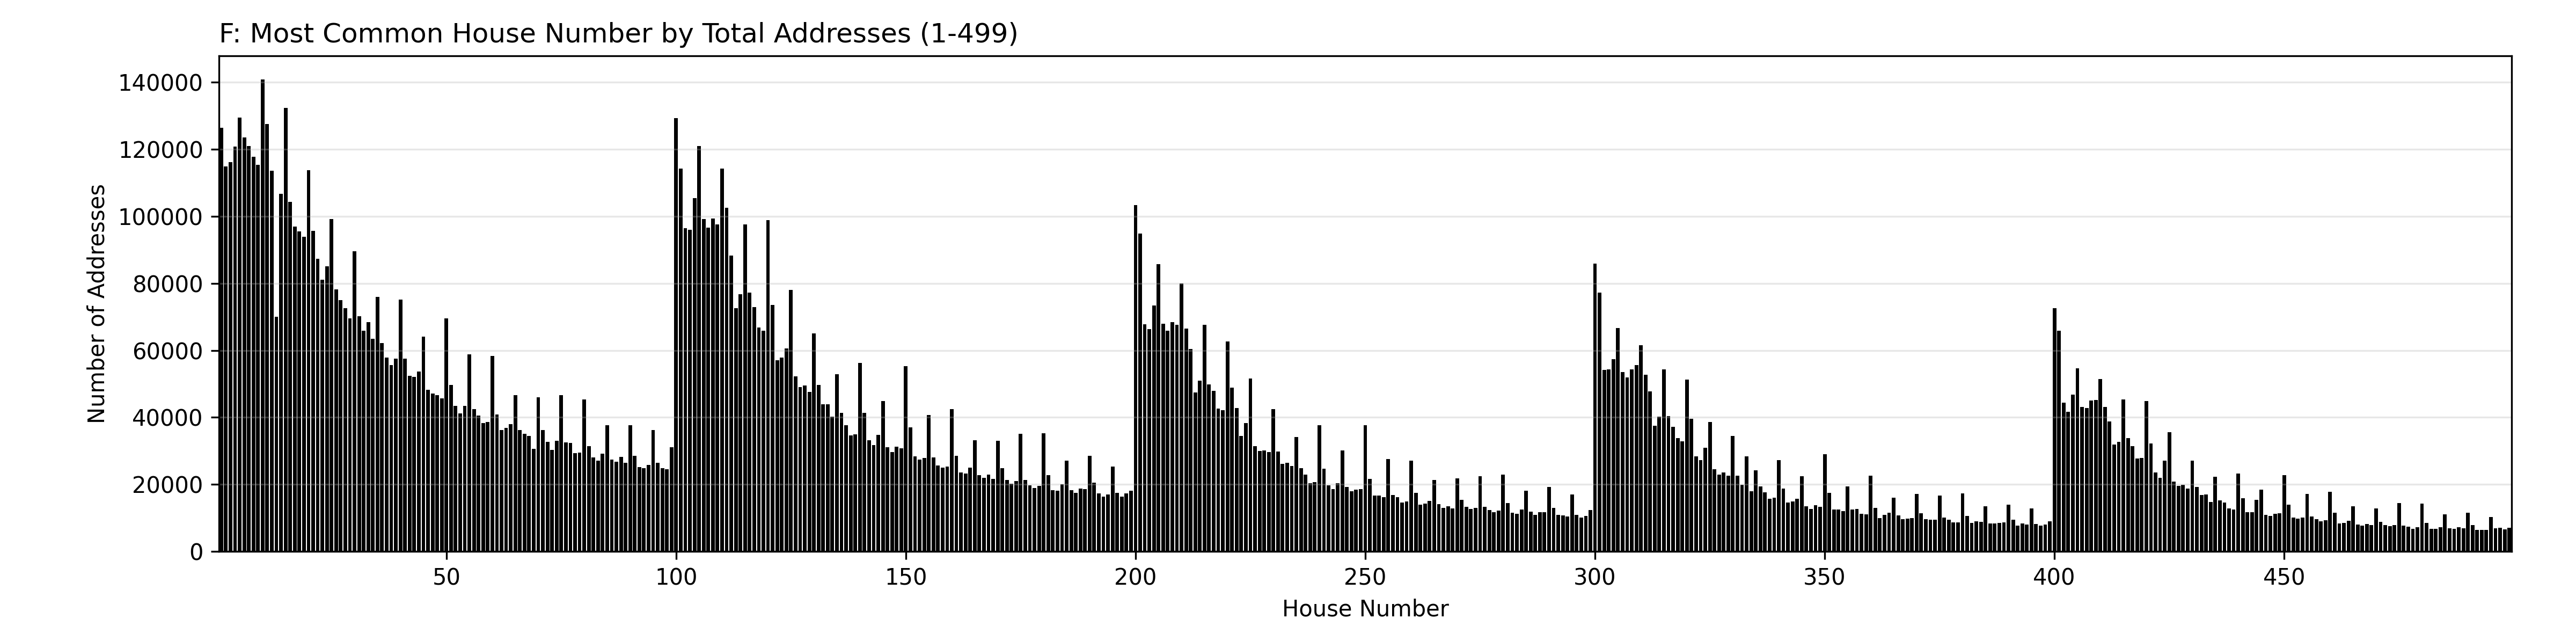 F: Most Common House Number by Total Addresses (1-499)
140000
120000
100000
80000
60000
40000
20000
0
Number of Addresses
50 100 150 200 250 300 350 400 450
House Number